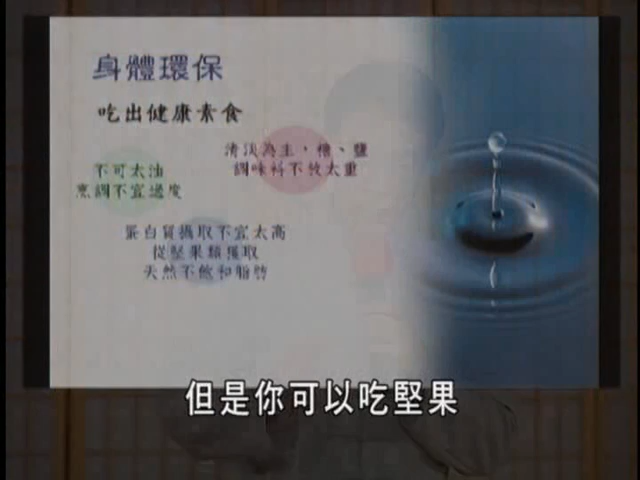 身體環保
吃出健康素食
清淡為主，糖、鹽
調味料不放太重
不可太油
烹調不宜過度
蛋白質攝取不宜太高
從堅果類獲取
天然不飽和脂肪
但是你可以吃堅果